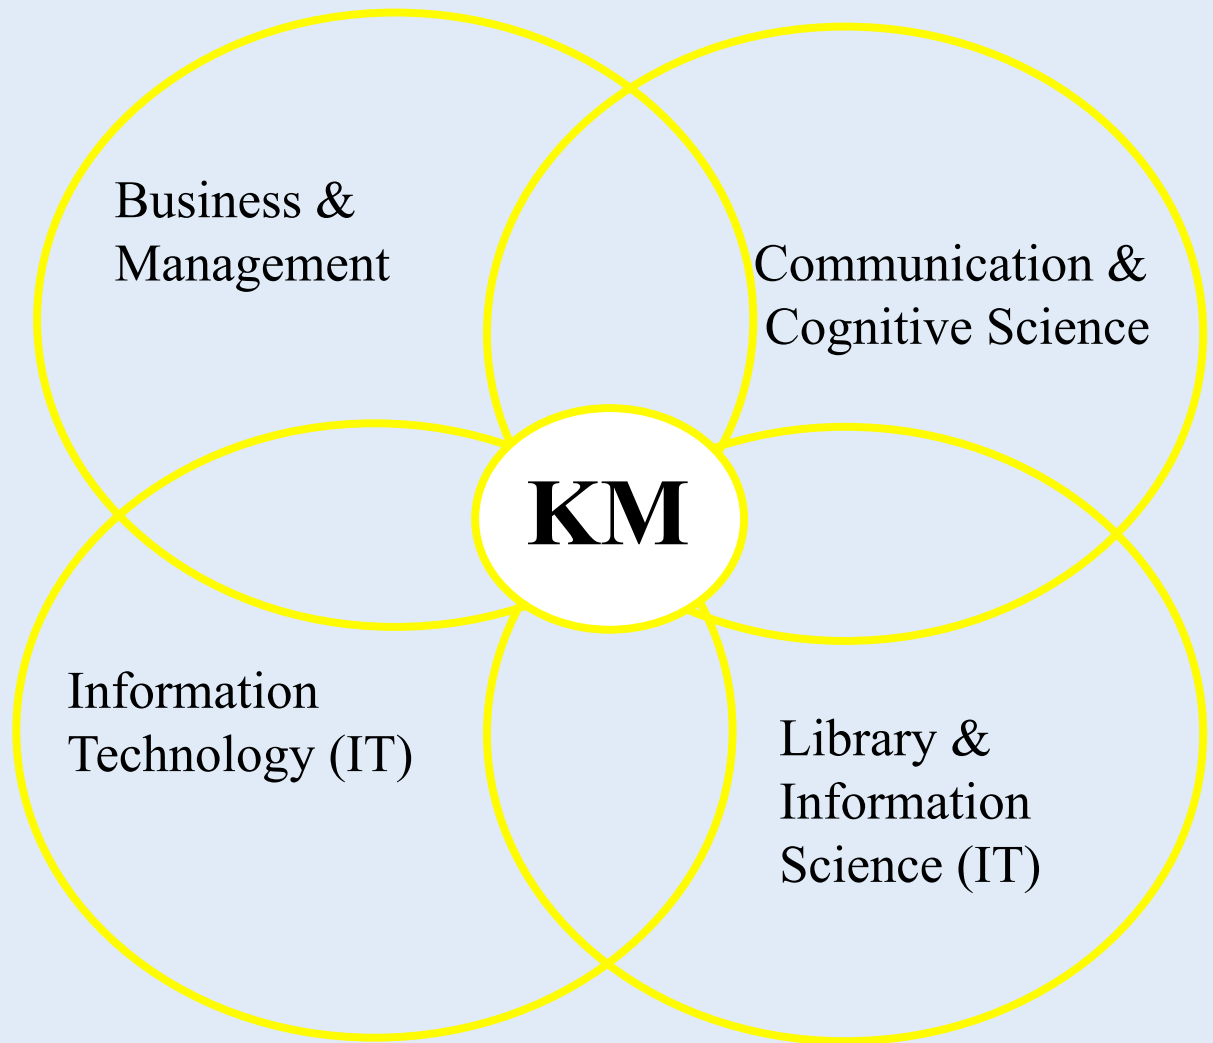 Business &
Management
Communication &
Cognitive Science
KM
Information
Technology (IT)
Library &
Information
Science (IT)